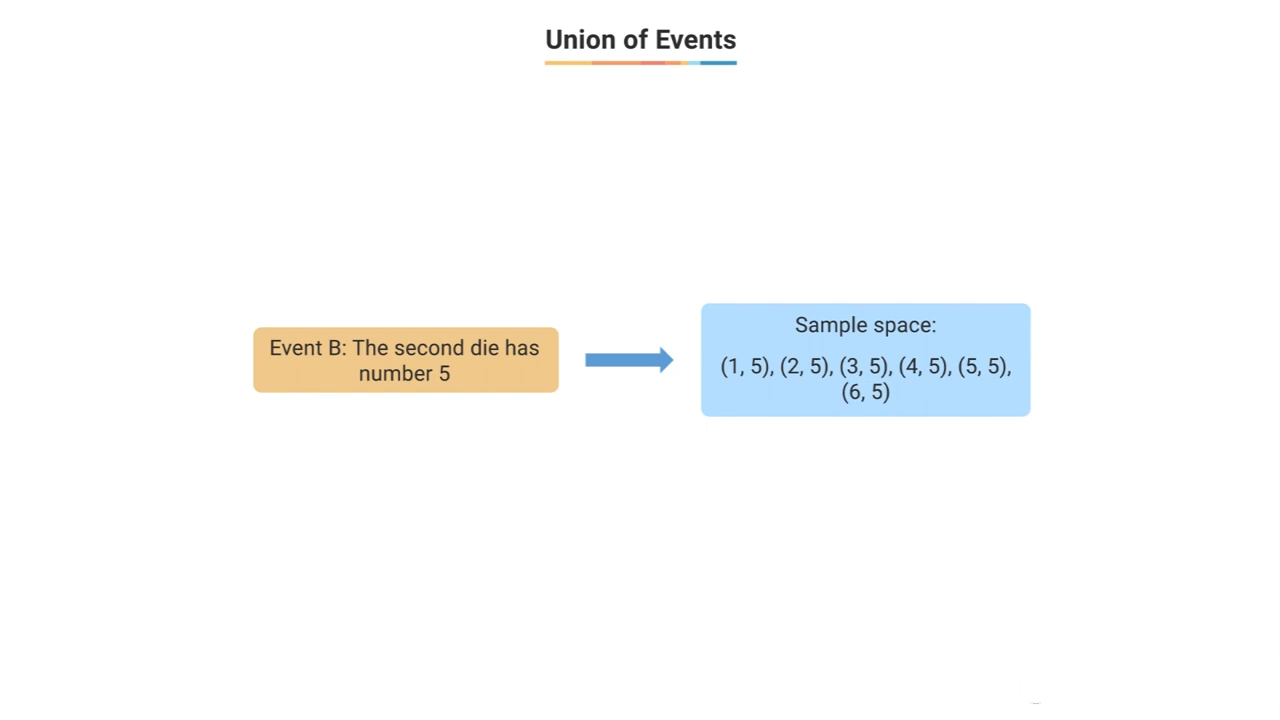 Union of Events
Event B: The second die has
number 5
Sample space:
(1, 5), (2, 5), (3, 5), (4, 5), (5, 5),
(6, 5)